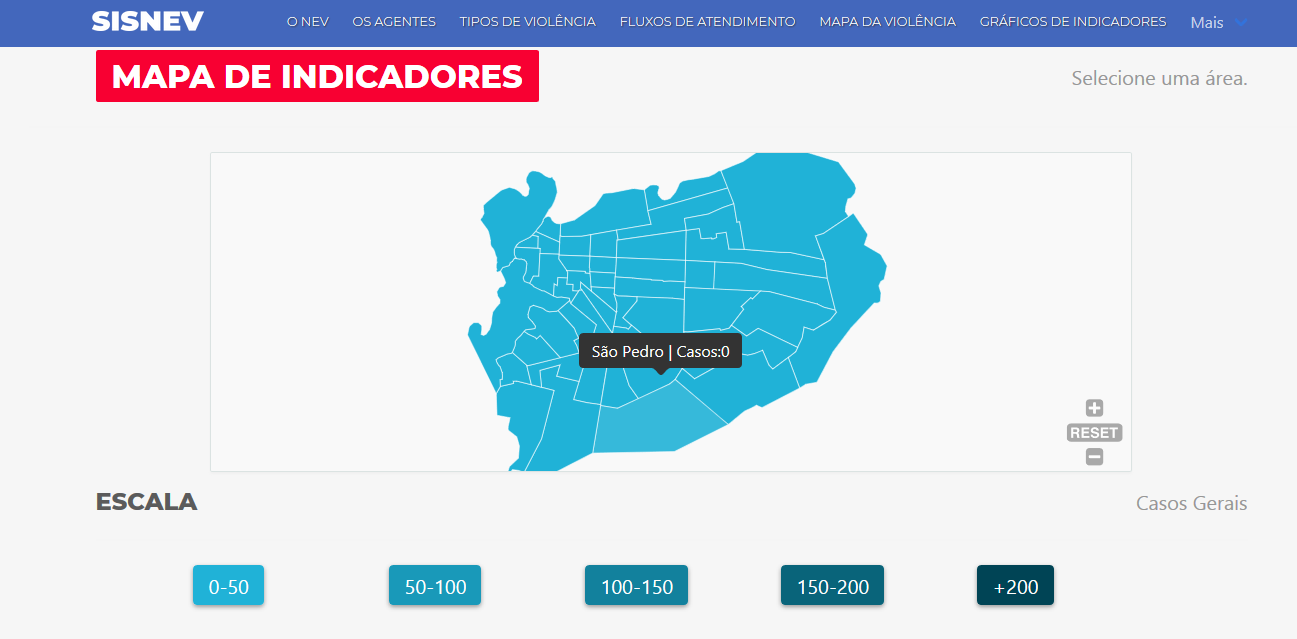 SISNEV
O NEV
OS AGENTES
TIPOS DE VIOLÊNCIA
FLUXOS DE ATENDIMENTO
MAPA DA VIOLÊNCIA
GRÁFICOS DE INDICADORES
Mais
MAPA DE INDICADORES
Selecione uma área.
São Pedro | Casos:0
RESET
ESCALA
Casos Gerais
0-50
50-100
100-150
150-200
+200